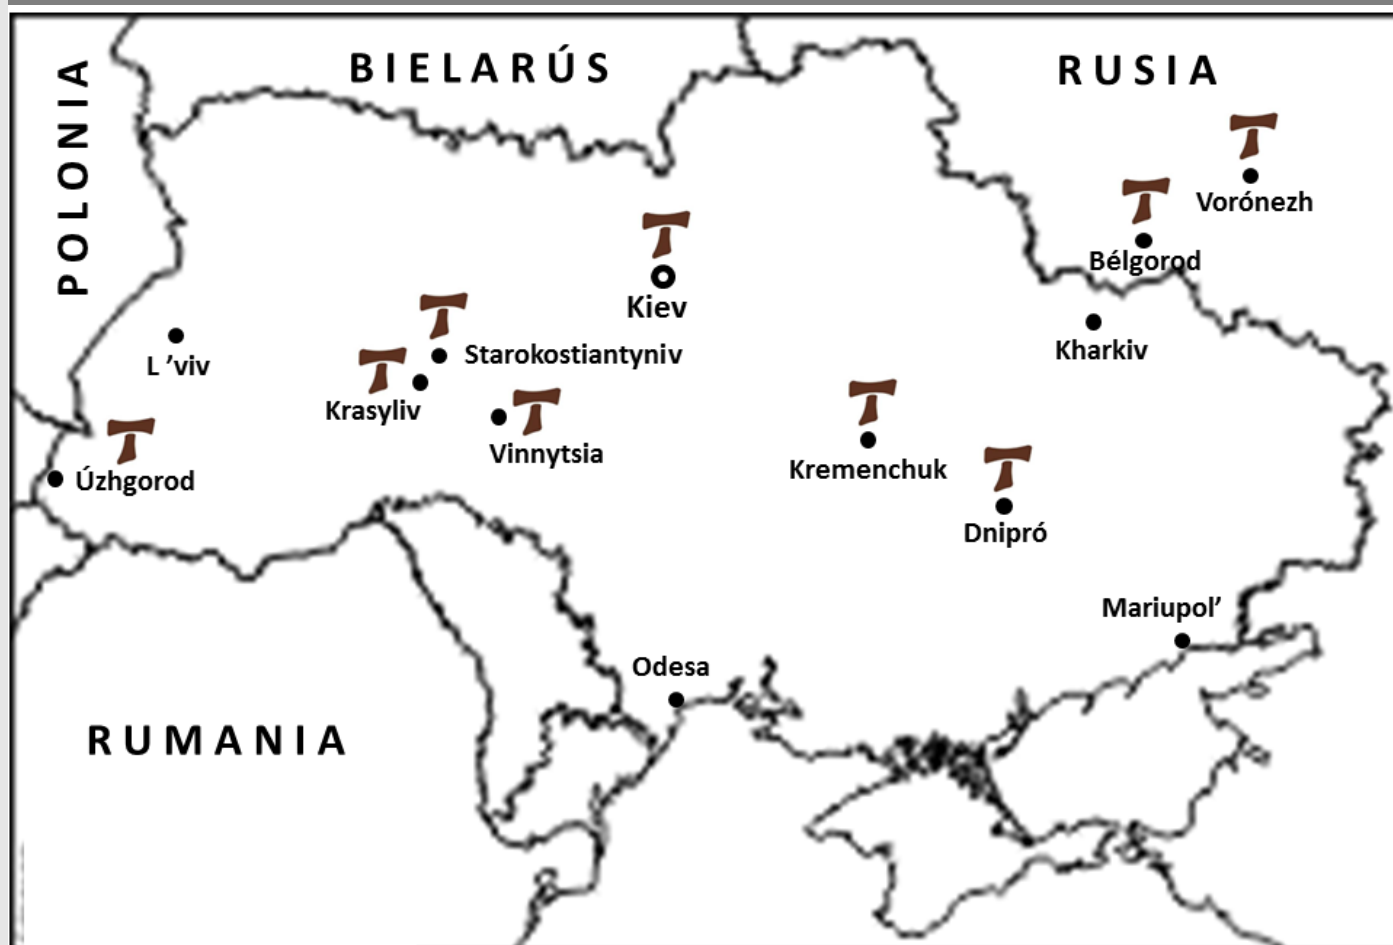 BIELARÚS
RUSIA
POLONIA
Vorónezh
Bélgorod
Kiev
Kharkiv
L ’viv
Starokostiantyniv
Krasyliv
Vinnytsia
Kremenchuk
Úzhgorod
Dnipró
Mariupol’
Odesa
RUMANIA